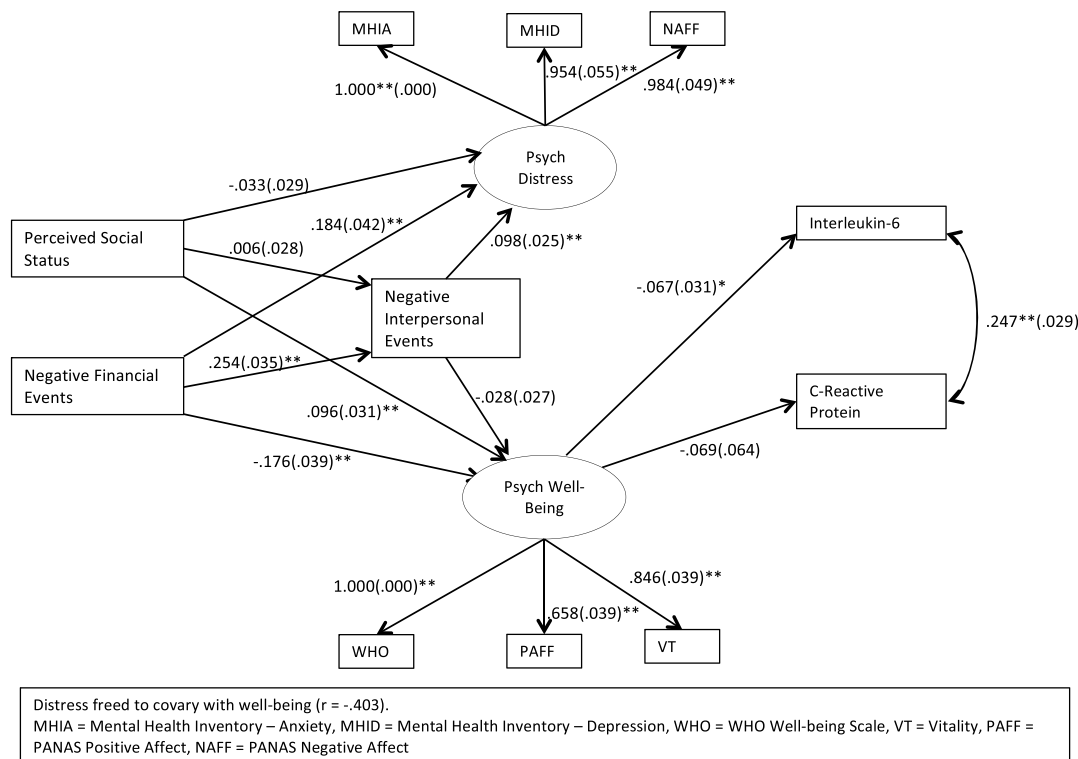 MHIA
MHID
NAFF
1.000**(.000)
.954(.055)**
.984(.049)**
Psych
Distress
-.033(.029)
.184(.042)**
.006(.028)
.098(.025)**
Perceived Social
Status
Negative
Interpersonal
Events
Negative Financial
Events
.254(.035)**
.096(.031)**
-.176(.039)**
-.028(.027)
Interleukin-6
-.067(.031)*
.247**(.029)
C-Reactive
Protein
-.069(.064)
Psych Well-
Being
1.000(.000)**
.658(.039)**
.846(.039)**
WHO
PAFF
VT
Distress freed to covary with well-being (r = -.403).
MHIA = Mental Health Inventory – Anxiety, MHID = Mental Health Inventory – Depression, WHO = WHO Well-being Scale, VT = Vitality, PAFF =
PANAS Positive Affect, NAFF = PANAS Negative Affect